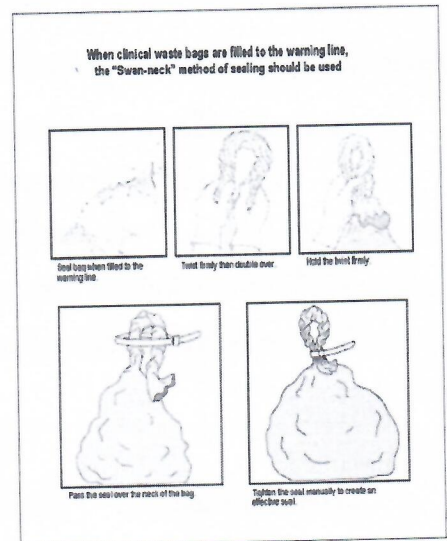 When clinical waste bags are filled to the warning line,
the "Swan-neck" method of sealing should be used
Seal bag when filled to the
warning line.
Twist firmly then double over.
Hold the twist firmly.
Pass the seal over the neck of the bag.
Tighten the seal manually to create an
effective seal.